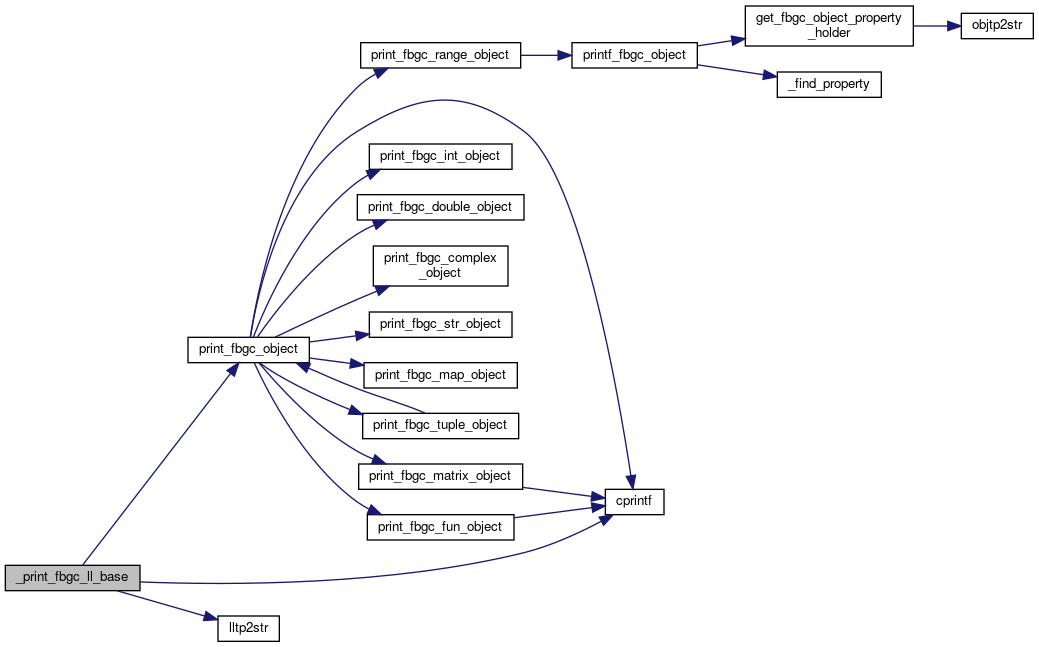 get_fbgc_object_property
_holder
objtp2str
print_fbgc_range_object
printf_fbgc_object
_find_property
print_fbgc_int_object
print_fbgc_double_object
print_fbgc_complex
_object
print_fbgc_str_object
print_fbgc_object
print_fbgc_map_object
print_fbgc_tuple_object
print_fbgc_matrix_object
cprintf
print_fbgc_fun_object
_print_fbgc_ll_base
lltp2str